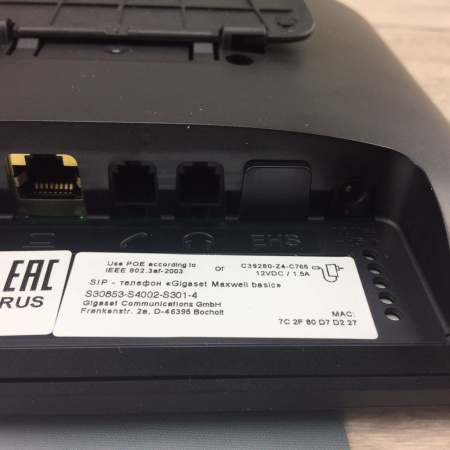 EHS
EAC
RUS
Use POE according to
IEEE 802.3af-2003
or
C39280-Z4-C765
12VDC / 1.5A
SIP - телефон «Gigaset Maxwell basic»
S30853-S4002-S301-4
Gigaset Communications GmbH
Frankenstr. 2a, D-46395 Bocholt
MAC:
7C 2F 80 D7 D2 27